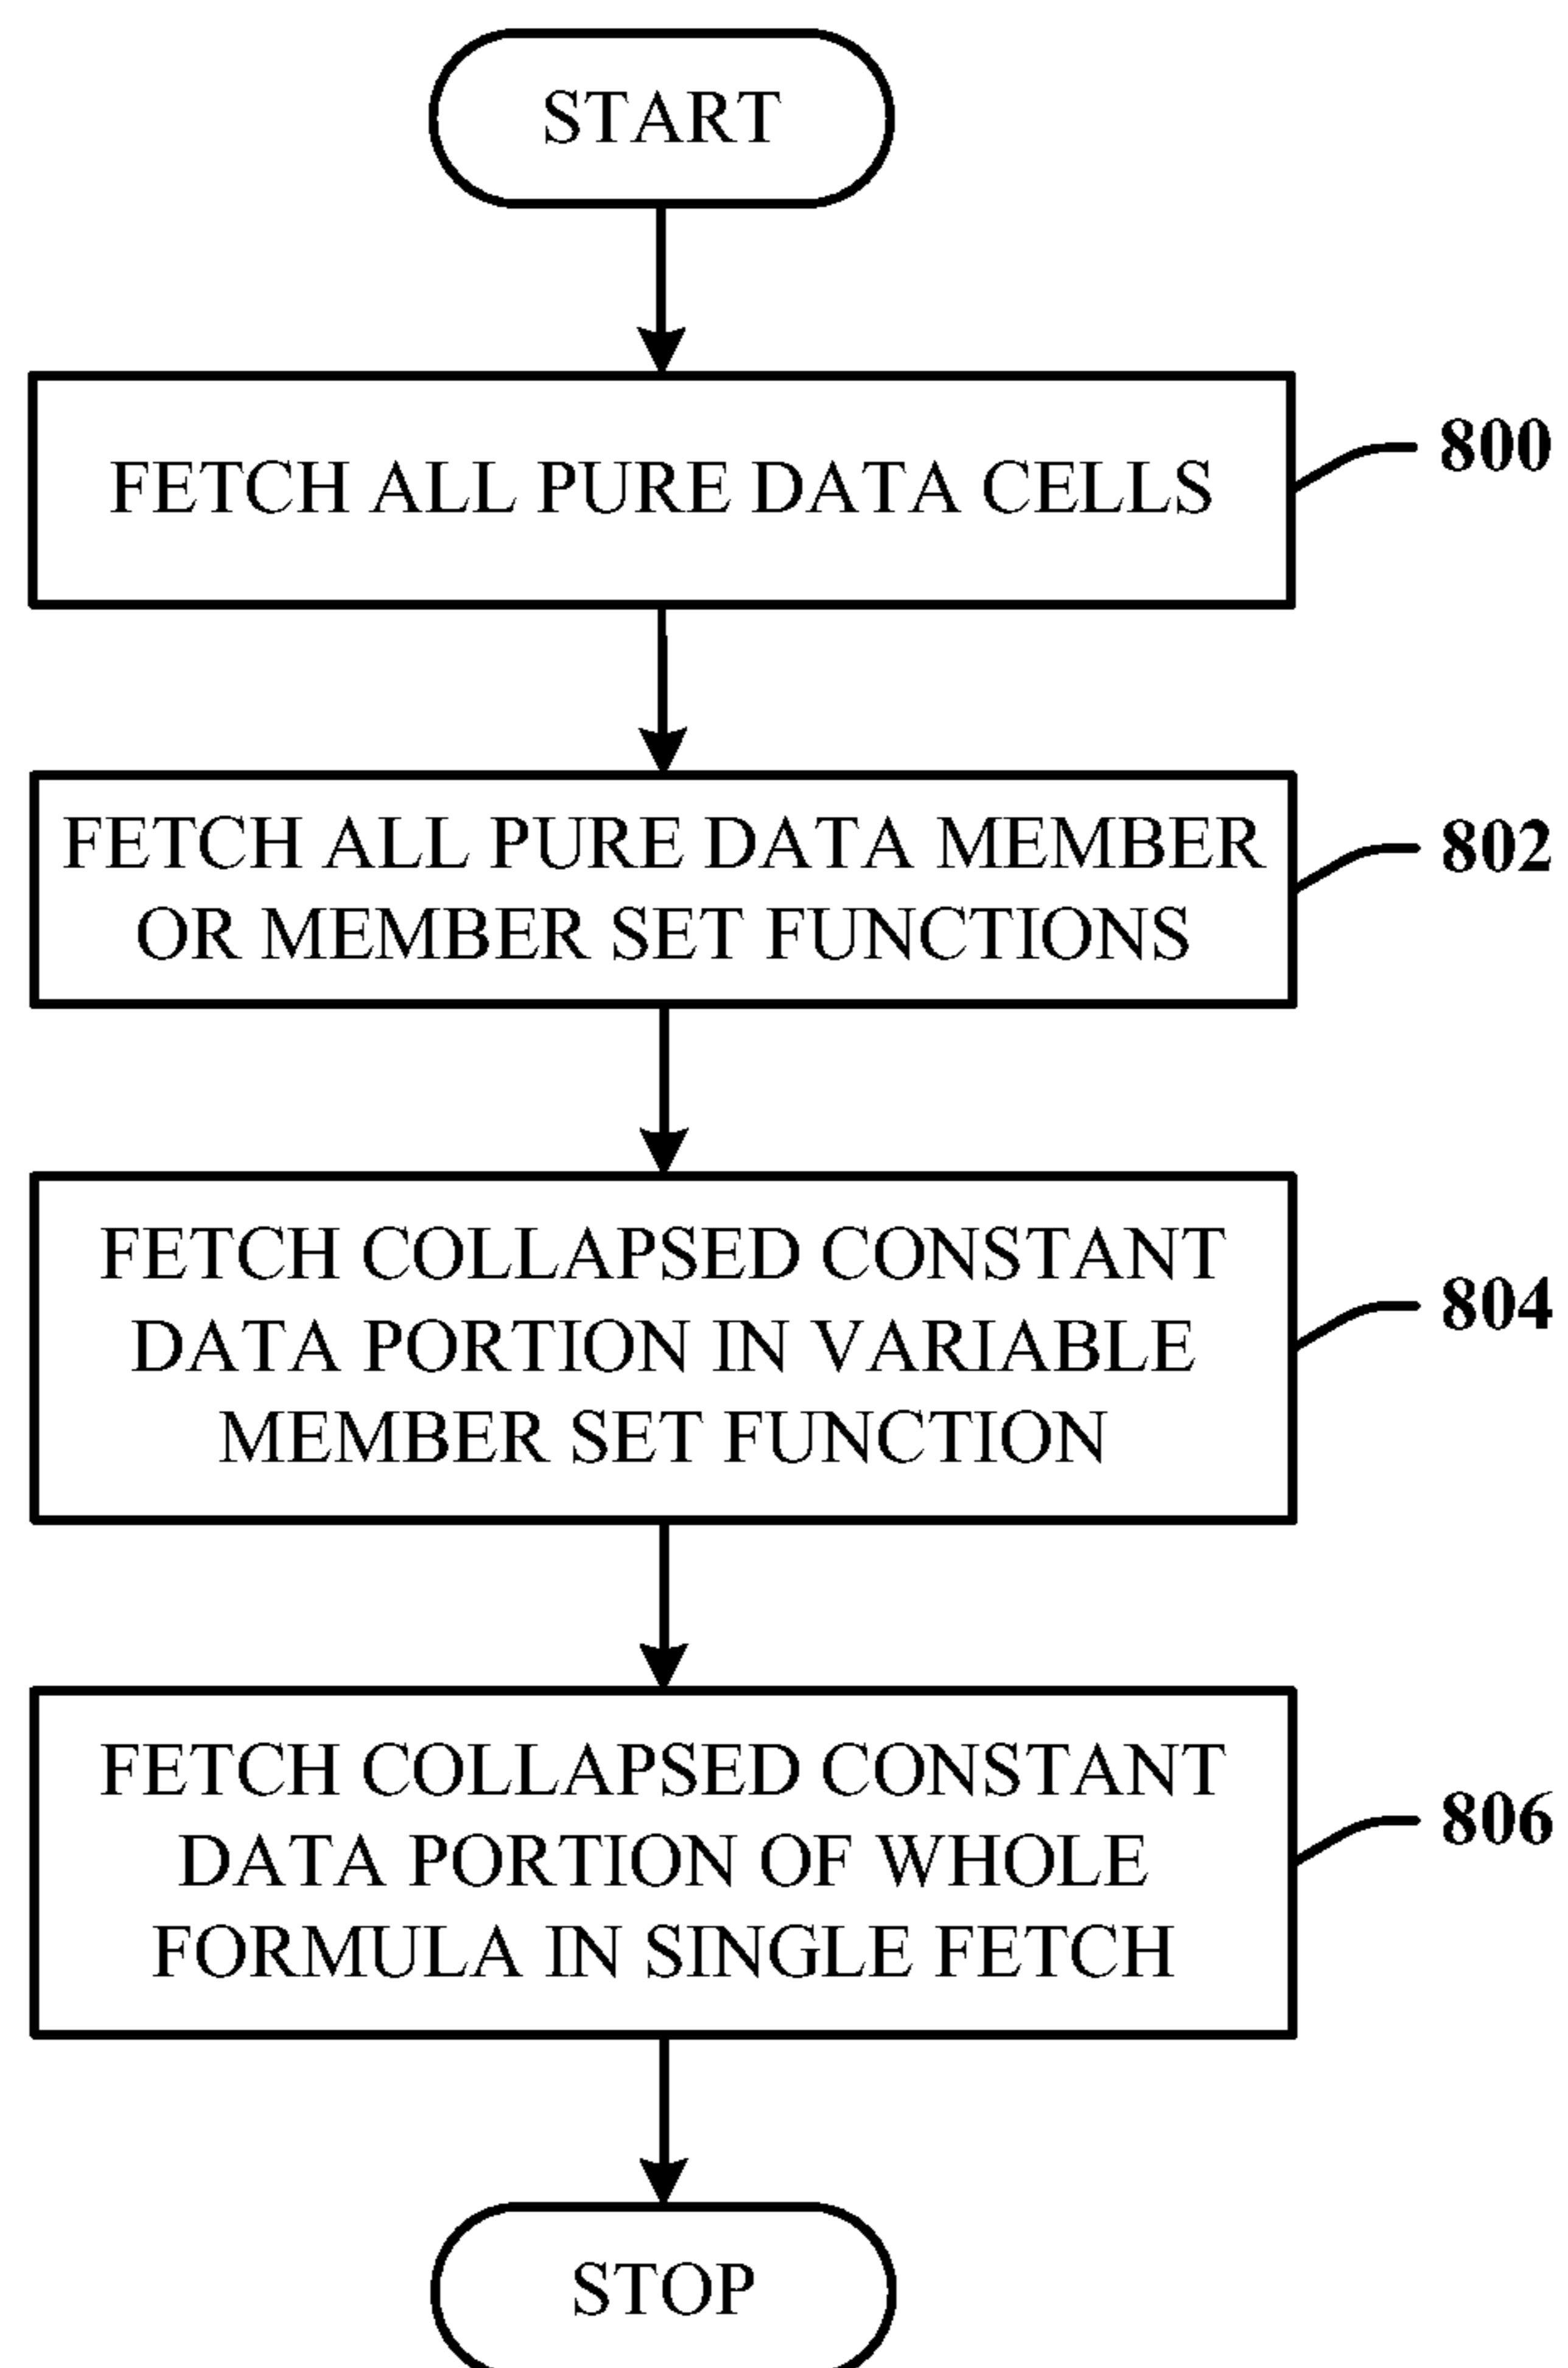 START
FETCH ALL PURE DATA CELLS
800
FETCH ALL PURE DATA MEMBER
OR MEMBER SET FUNCTIONS
802
FETCH COLLAPSED CONSTANT
DATA PORTION IN VARIABLE
MEMBER SET FUNCTION
804
FETCH COLLAPSED CONSTANT
DATA PORTION OF WHOLE
FORMULA IN SINGLE FETCH
806
STOP